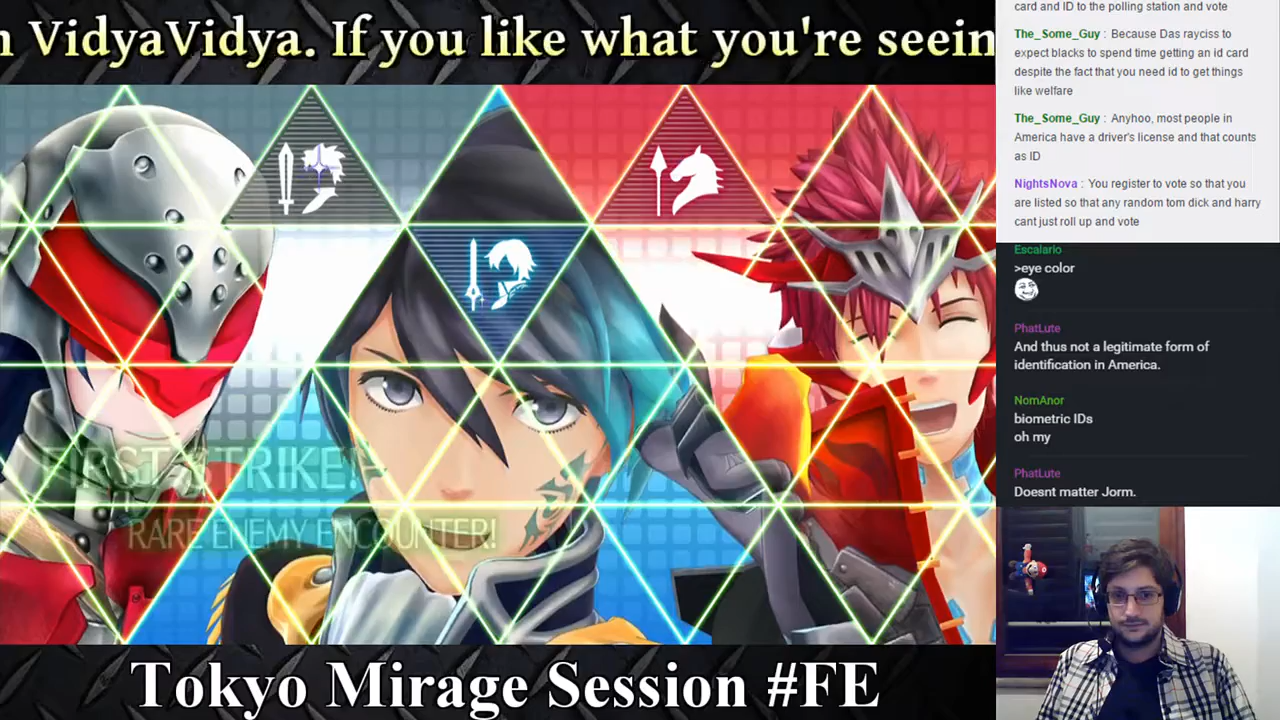 n VidyaVidya. If you like what you're seein
FIRST STRIKE!
RARE ENEMY ENCOUNTER!
Tokyo Mirage Session #FE
card and ID to the polling station and vote
The_Some_Guy : Because Das rayciss to
expect blacks to spend time getting an id card
despite the fact that you need id to get things
like welfare
The_Some_Guy : Anyhoo, most people in
America have a driver's license and that counts
as ID
NightsNova : You register to vote so that you
are listed so that any random tom dick and harry
cant just roll up and vote
Escalario
>eye color
PhatLute
And thus not a legitimate form of
identification in America.
NomAnor
biometric IDs
oh my
PhatLute
Doesnt matter Jorm.